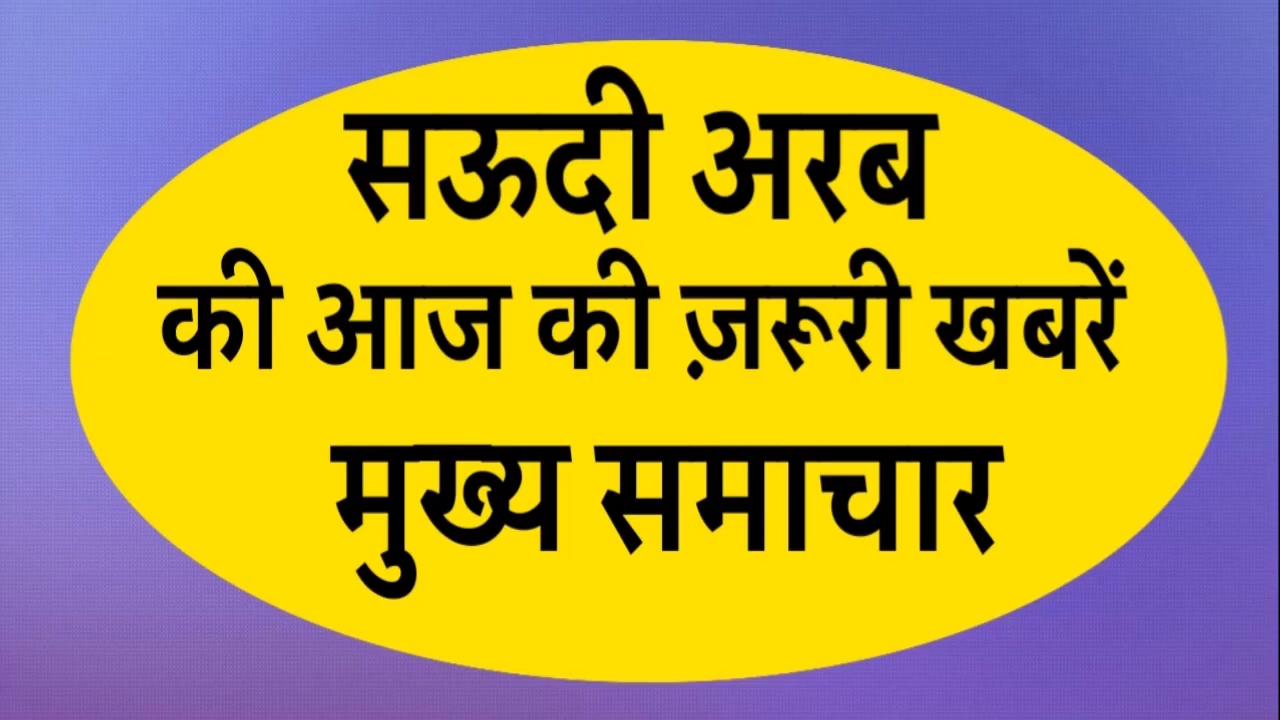 सऊदी अरब
की आज की ज़रूरी खबरें
मुख्य समाचार